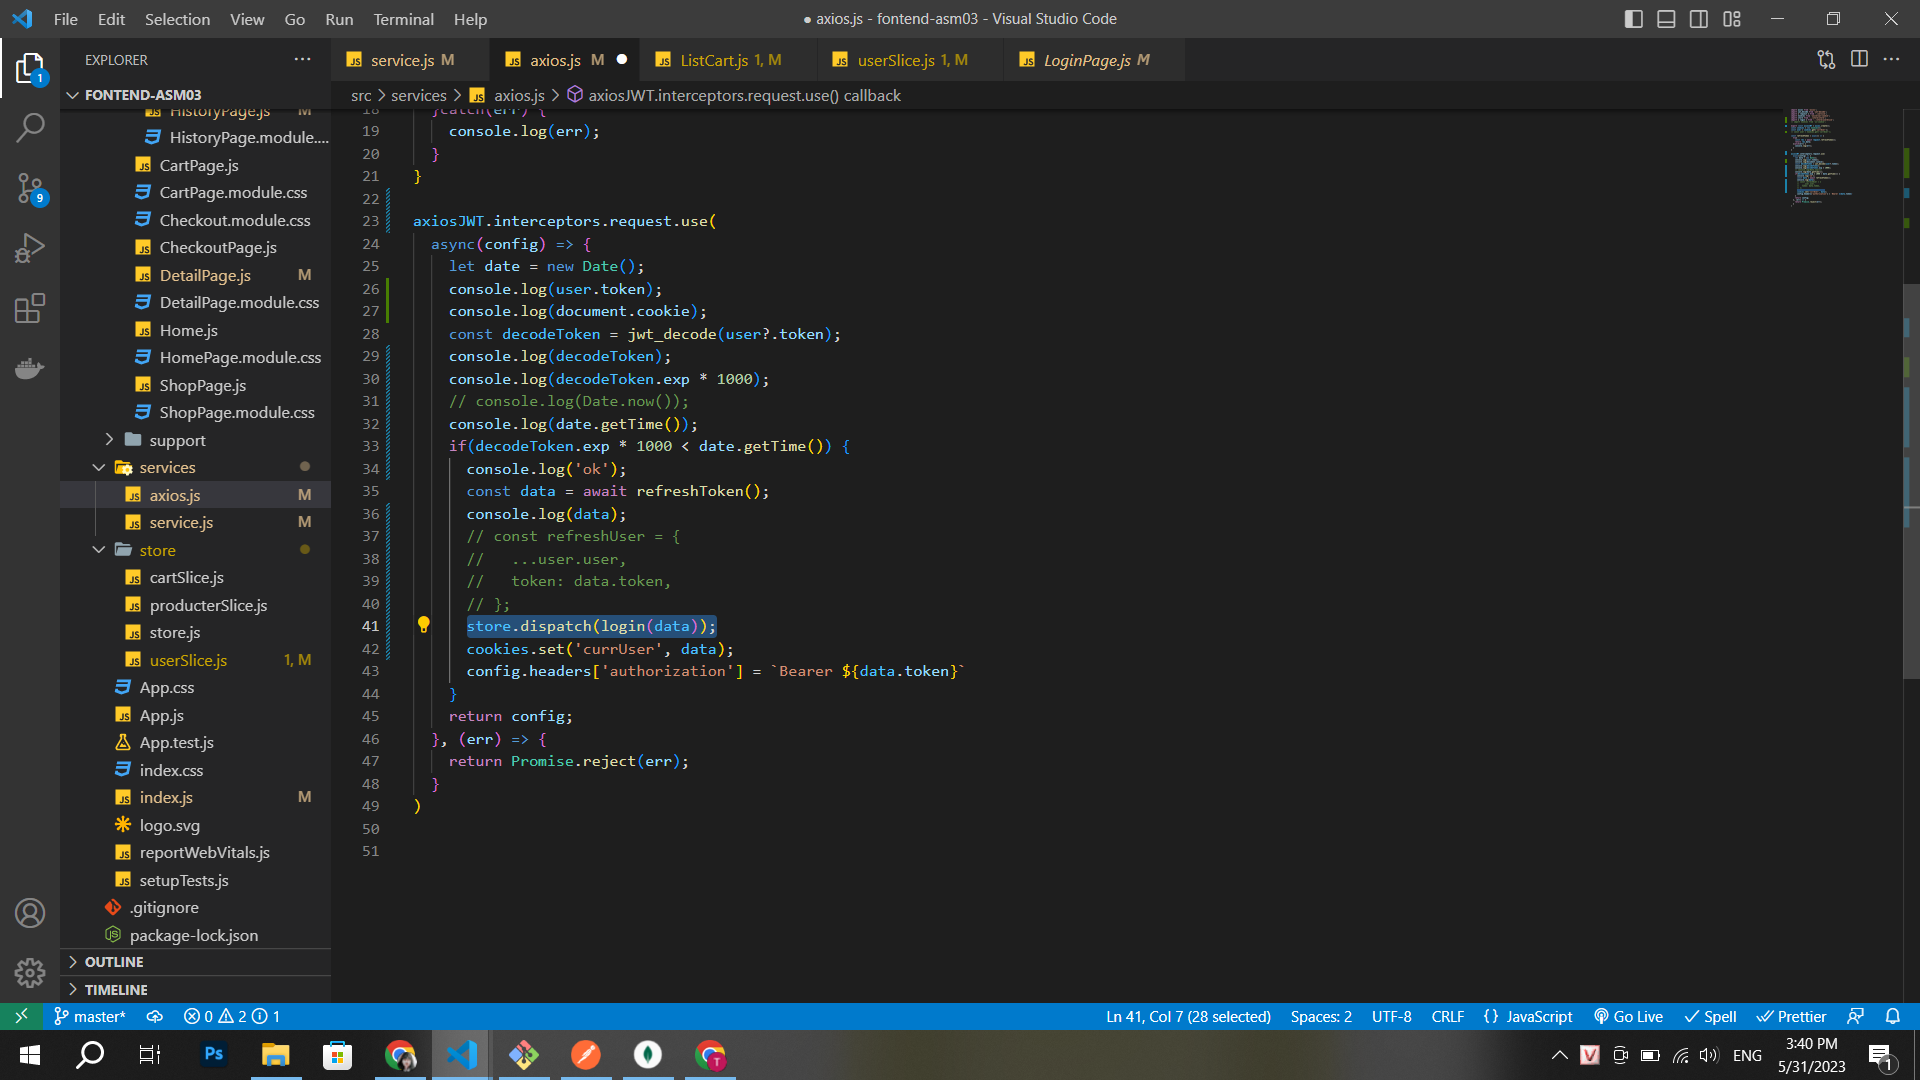 File Edit Selection View Go Run Terminal Help
● axios.js - fontend-asm03 - Visual Studio Code
EXPLORER
service.js M
axios.js M
ListCart.js 1, M
userSlice.js 1, M
LoginPage.js M
FONTEND-ASM03
src > services > axios.js > axiosJWT.interceptors.request.use() callback
HistoryPage.js M
HistoryPage.module....
CartPage.js
CartPage.module.css
Checkout.module.css
CheckoutPage.js
DetailPage.js M
DetailPage.module.css
Home.js
HomePage.module.css
ShopPage.js
ShopPage.module.css
support
services
axios.js M
service.js M
store
cartSlice.js
producterSlice.js
store.js
userSlice.js 1, M
App.css
App.js
App.test.js
index.css
index.js M
logo.svg
reportWebVitals.js
setupTests.js
.gitignore
package-lock.json
OUTLINE
TIMELINE
1
9
18 }catch(err) {
19 console.log(err);
20 }
21 }
22
23 axiosJWT.interceptors.request.use(
24 async(config) => {
25 let date = new Date();
26 console.log(user.token);
27 console.log(document.cookie);
28 const decodeToken = jwt_decode(user?.token);
29 console.log(decodeToken);
30 console.log(decodeToken.exp * 1000);
31 // console.log(Date.now());
32 console.log(date.getTime());
33 if(decodeToken.exp * 1000 < date.getTime()) {
34 console.log('ok');
35 const data = await refreshToken();
36 console.log(data);
37 // const refreshUser = {
38 // ...user.user,
39 // token: data.token,
40 // };
41 store.dispatch(login(data));
42 cookies.set('currUser', data);
43 config.headers['authorization'] = `Bearer ${data.token}`
44 }
45 return config;
46 }, (err) => {
47 return Promise.reject(err);
48 }
49 )
50
51
master* 0 2 1
Ln 41, Col 7 (28 selected) Spaces: 2 UTF-8 CRLF {} JavaScript Go Live Spell Prettier
Ps
V
T
ENG
3:40 PM
5/31/2023
1